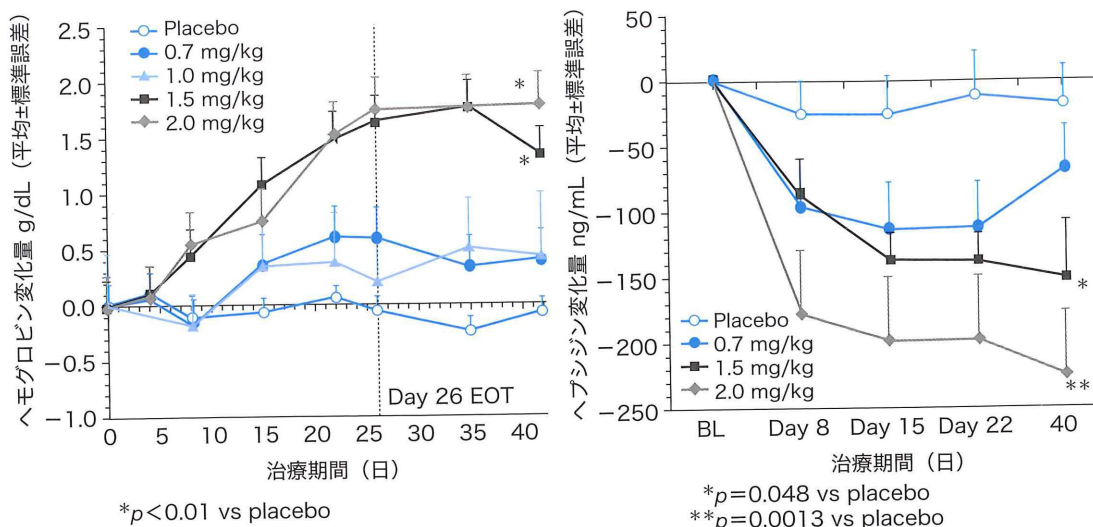 ヘモグロビン変化量 g/dL（平均±標準誤差）
2.5
2.0
1.5
1.0
0.5
0.0
−0.5
−1.0
Placebo
0.7 mg/kg
1.0 mg/kg
1.5 mg/kg
2.0 mg/kg
*
*
Day 26 EOT
0 5 10 15 20 25 30 35 40
治療期間（日）
*p<0.01 vs placebo
ヘプシジン変化量 ng/mL（平均±標準誤差）
50
0
−50
−100
−150
−200
−250
Placebo
0.7 mg/kg
1.5 mg/kg
2.0 mg/kg
*
**
BL Day 8 Day 15 Day 22 40
治療期間（日）
*p=0.048 vs placebo
**p=0.0013 vs placebo